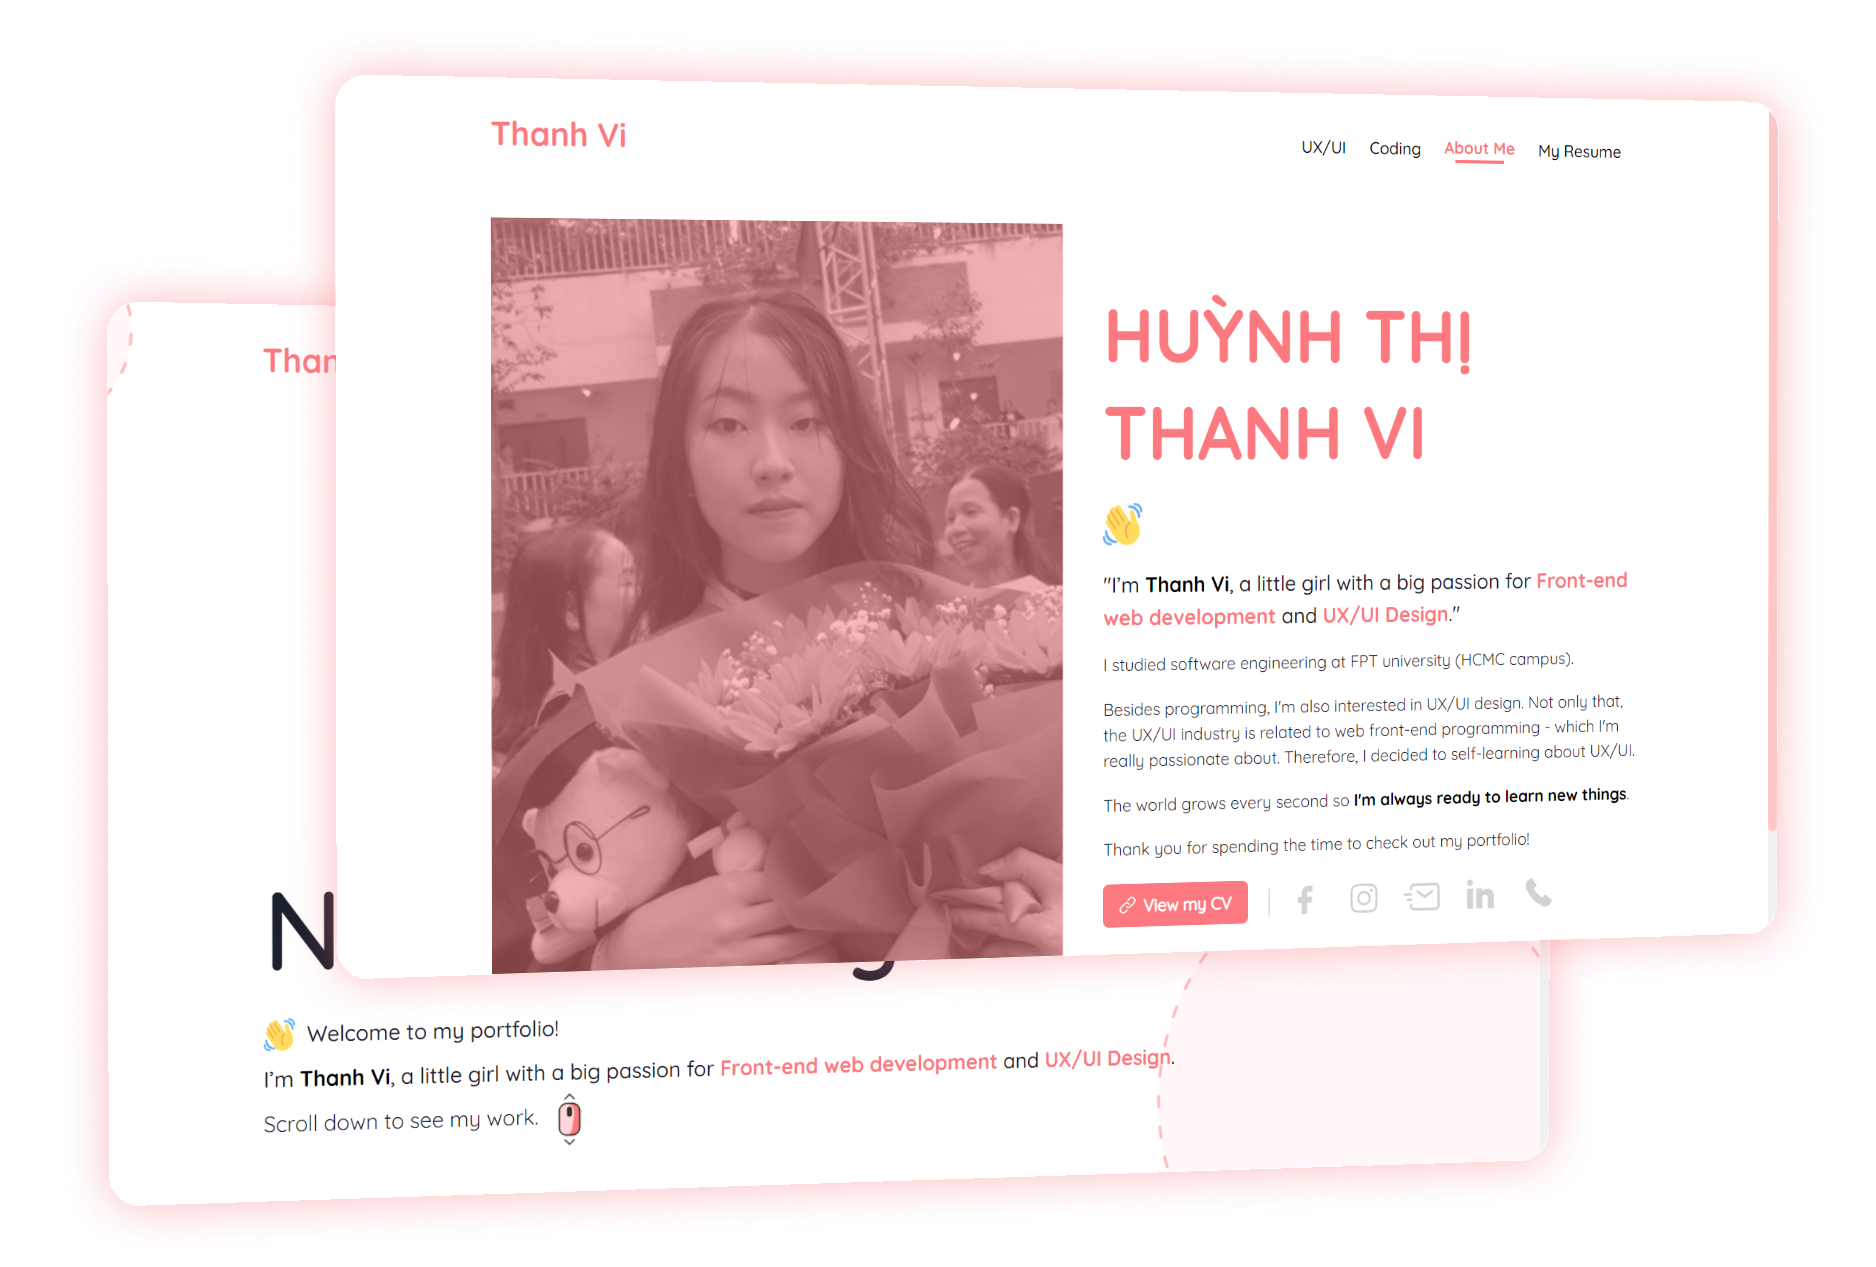 Thanh Vi
UX/UI Coding About Me My Resume
HUỲNH THỊ
THANH VI
"I'm Thanh Vi, a little girl with a big passion for Front-end
web development and UX/UI Design."
I studied software engineering at FPT university (HCMC campus).
Besides programming, I'm also interested in UX/UI design. Not only that,
the UX/UI industry is related to web front-end programming - which I'm
really passionate about. Therefore, I decided to self-learning about UX/UI.
The world grows every second so I'm always ready to learn new things.
Thank you for spending the time to check out my portfolio!
View my CV
Than
N
Welcome to my portfolio!
I'm Thanh Vi, a little girl with a big passion for Front-end web development and UX/UI Design.
Scroll down to see my work.